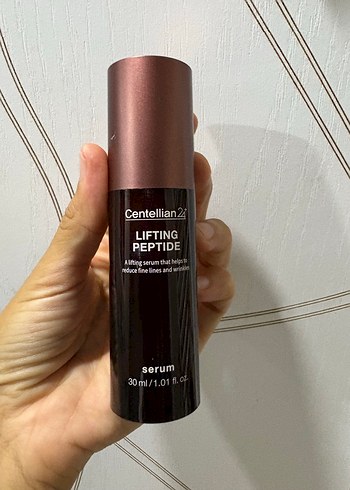 Centellian24
LIFTING
PEPTIDE
A lifting serum that helps to
reduce fine lines and wrinkles
serum
30 ml / 1.01 fl. oz.